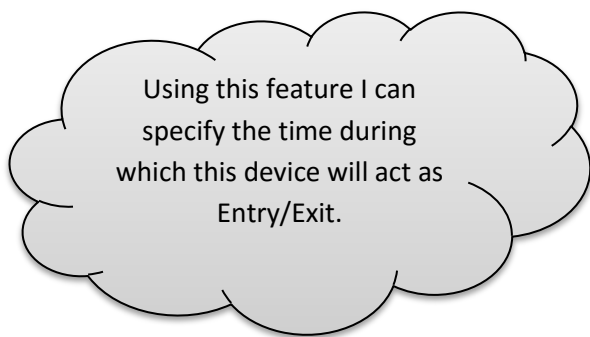 Using this feature I can
specify the time during
which this device will act as
Entry/Exit.